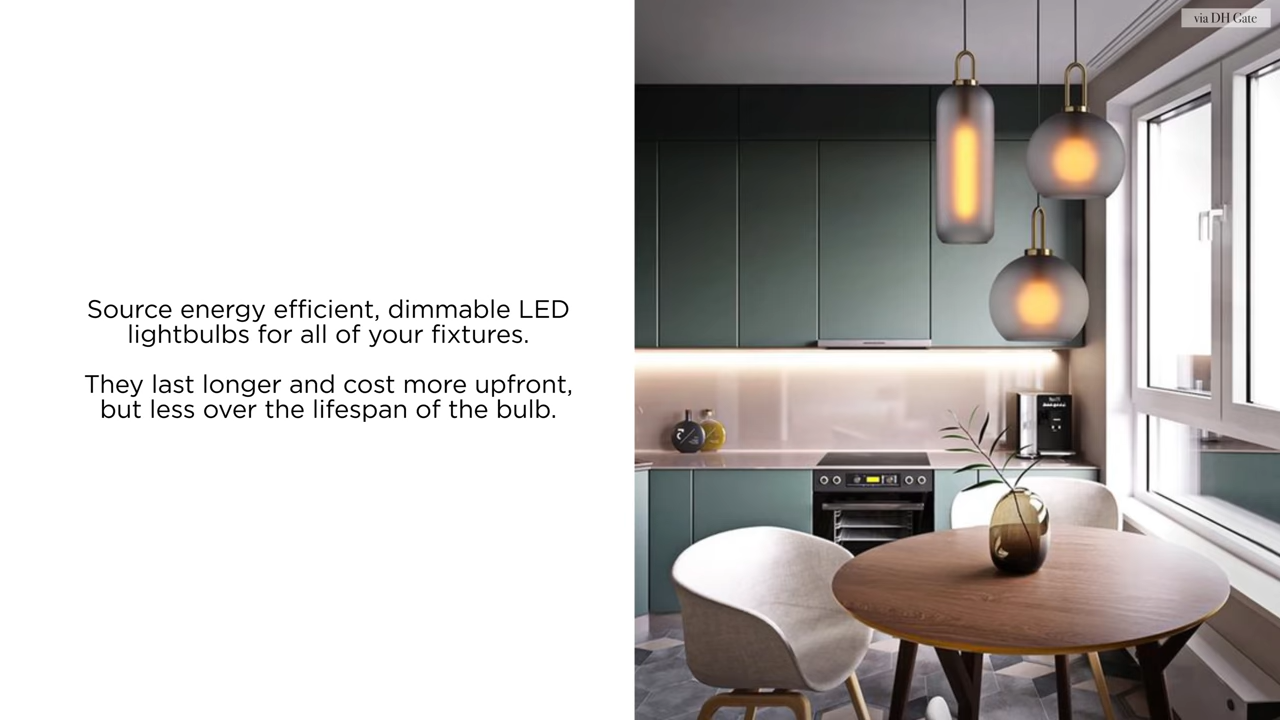 via DH Gate
Source energy efficient, dimmable LED
lightbulbs for all of your fixtures.
They last longer and cost more upfront,
but less over the lifespan of the bulb.